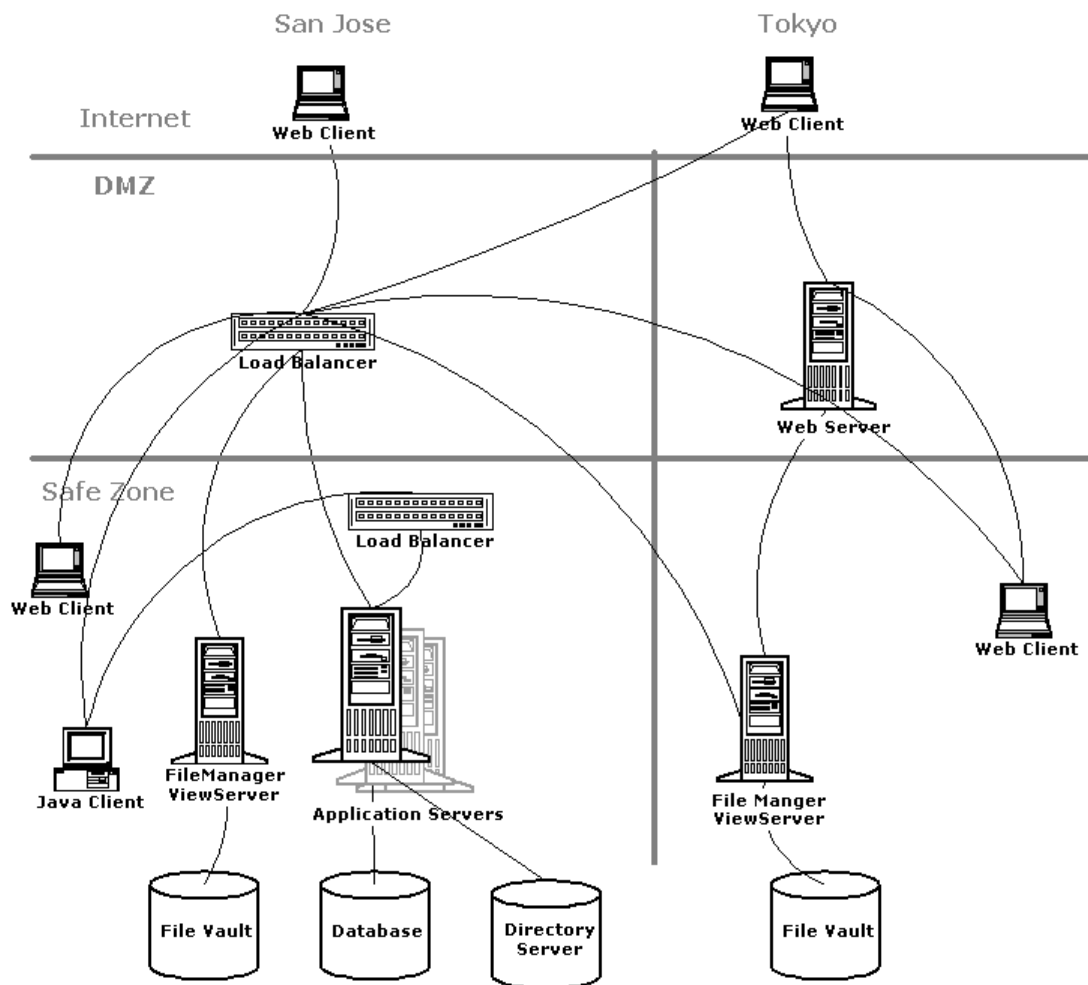 San Jose
Tokyo
Internet
Web Client
Web Client
DMZ
Load Balancer
Web Server
Safe Zone
Load Balancer
Web Client
Web Client
FileManager
ViewServer
Java Client
Application Servers
File Manger
ViewServer
File Vault
Database
Directory
Server
File Vault